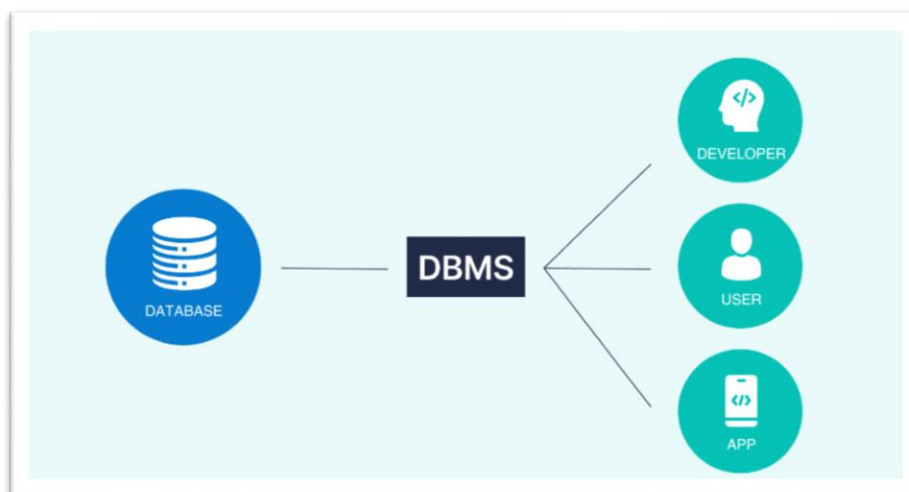 DATABASE
DBMS
DEVELOPER
USER
APP